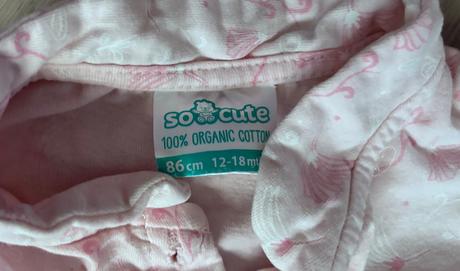 so cute
100% ORGANIC COTTON
86cm 12-18m